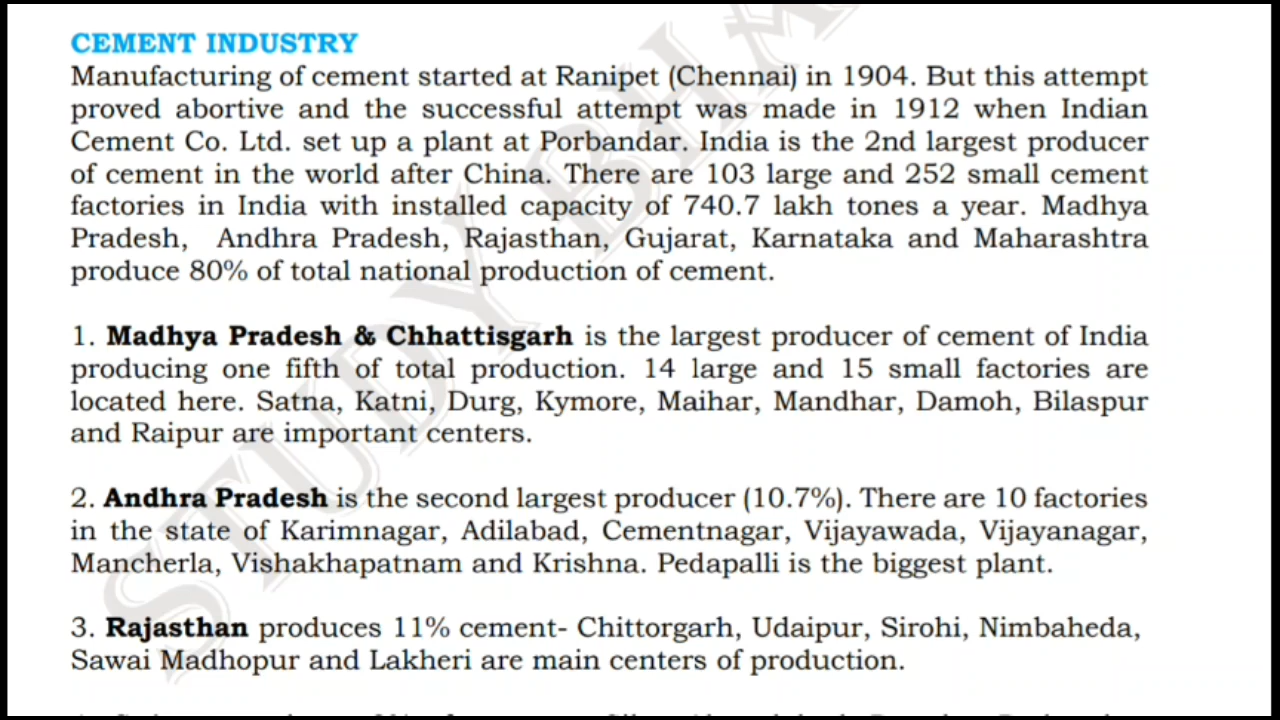 CEMENT INDUSTRY
Manufacturing of cement started at Ranipet (Chennai) in 1904. But this attempt
proved abortive and the successful attempt was made in 1912 when Indian
Cement Co. Ltd. set up a plant at Porbandar. India is the 2nd largest producer
of cement in the world after China. There are 103 large and 252 small cement
factories in India with installed capacity of 740.7 lakh tones a year. Madhya
Pradesh, Andhra Pradesh, Rajasthan, Gujarat, Karnataka and Maharashtra
produce 80% of total national production of cement.
1. Madhya Pradesh & Chhattisgarh is the largest producer of cement of India
producing one fifth of total production. 14 large and 15 small factories are
located here. Satna, Katni, Durg, Kymore, Maihar, Mandhar, Damoh, Bilaspur
and Raipur are important centers.
2. Andhra Pradesh is the second largest producer (10.7%). There are 10 factories
in the state of Karimnagar, Adilabad, Cementnagar, Vijayawada, Vijayanagar,
Mancherla, Vishakhapatnam and Krishna. Pedapalli is the biggest plant.
3. Rajasthan produces 11% cement- Chittorgarh, Udaipur, Sirohi, Nimbaheda,
Sawai Madhopur and Lakheri are main centers of production.
STUDY